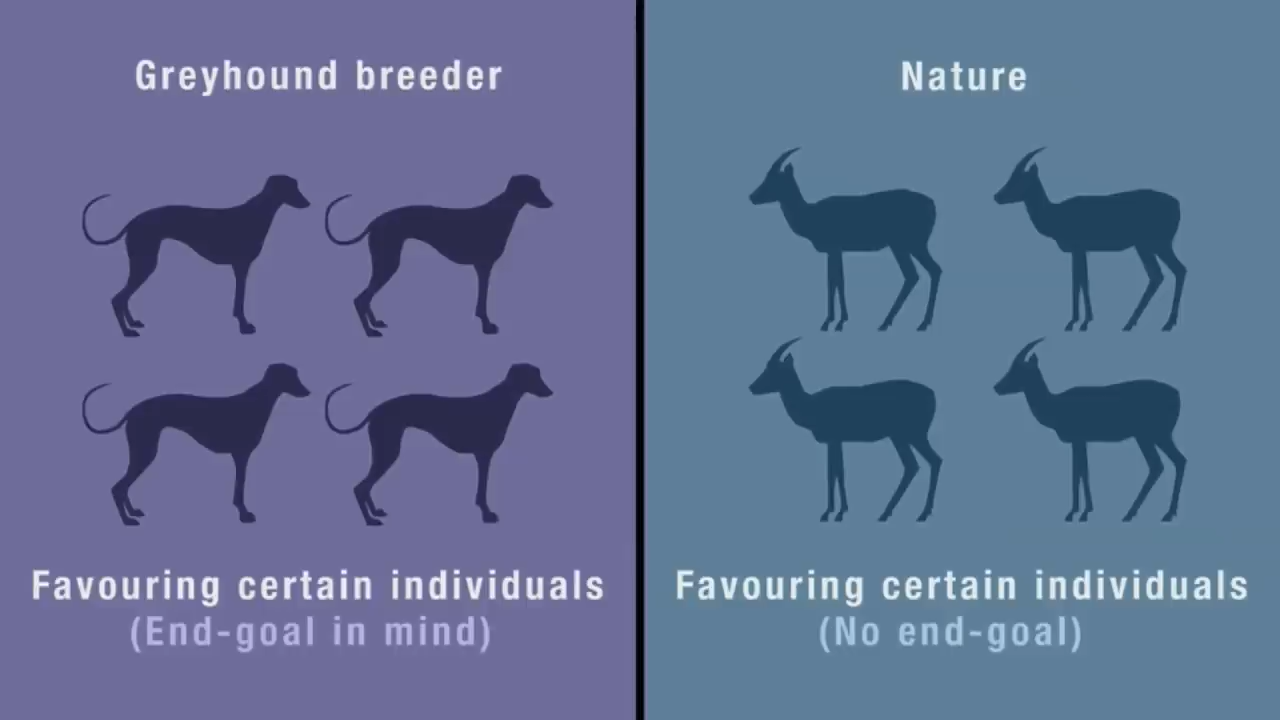 Greyhound breeder
Favouring certain individuals
(End-goal in mind)
Nature
Favouring certain individuals
(No end-goal)